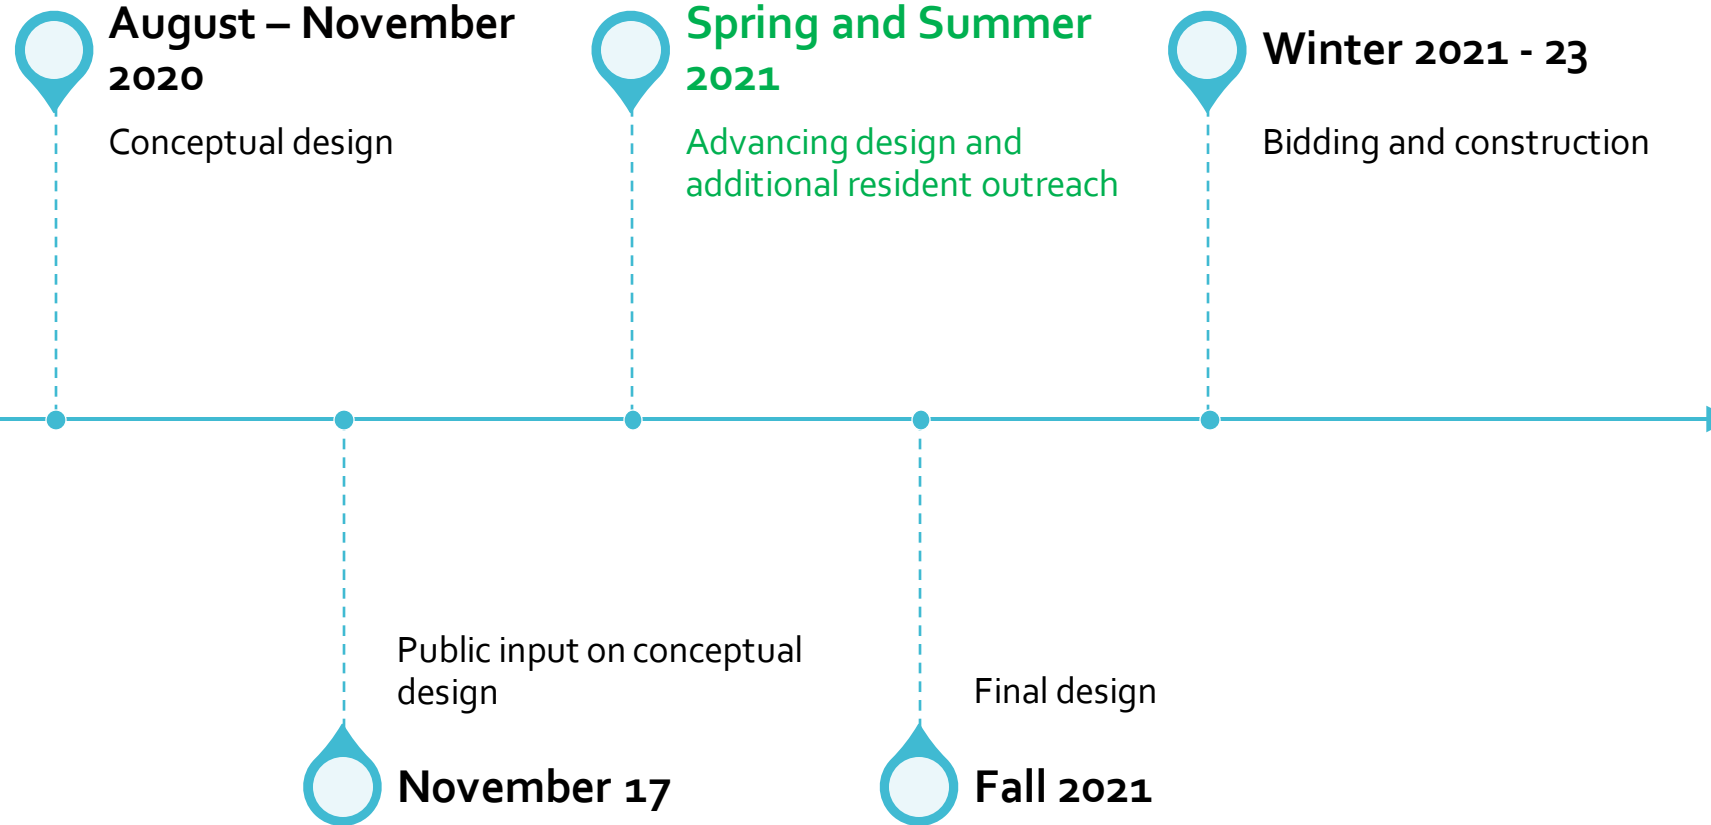 August – November
2020
Conceptual design
Public input on conceptual
design
November 17
Spring and Summer
2021
Advancing design and
additional resident outreach
Final design
Fall 2021
Winter 2021 - 23
Bidding and construction